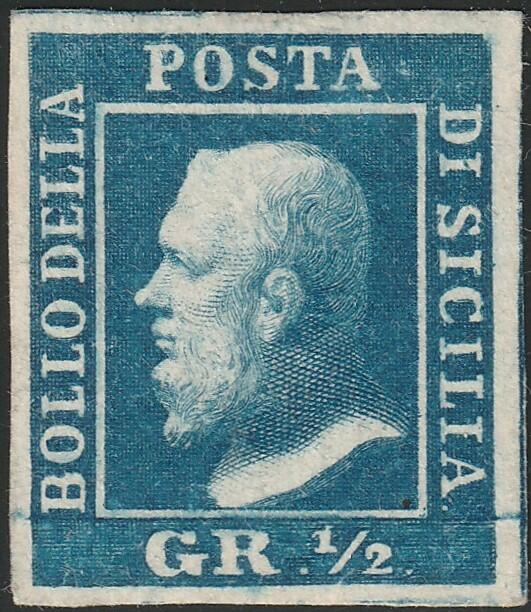 BOLLO DELLA
POSTA
DI SICILIA.
GR. 1/2.